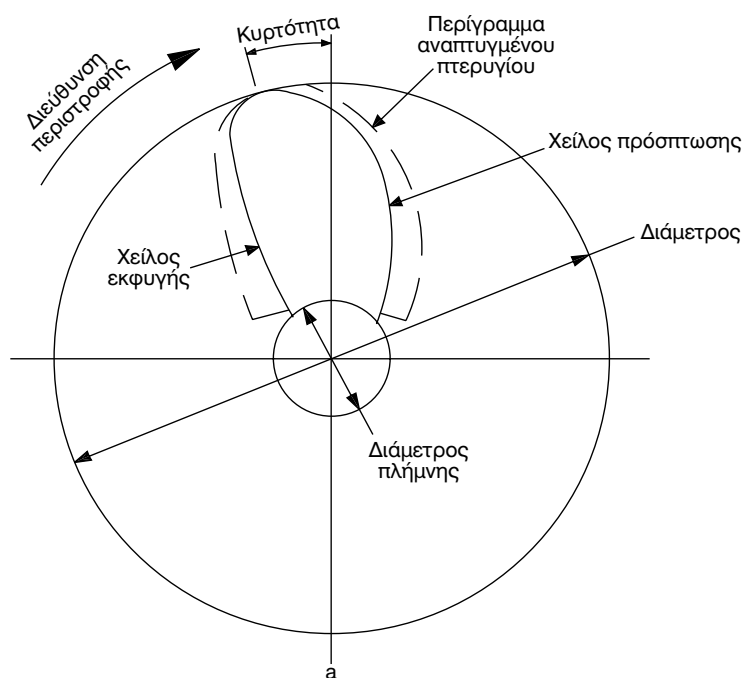 Κυρτότητα
Περίγραμμα
αναπτυγμένου
πτερυγίου
Διεύθυνση
περιστροφής
Χείλος πρόσπτωσης
Διάμετρος
Χείλος
εκφυγής
Διάμετρος
πλήμνης
a